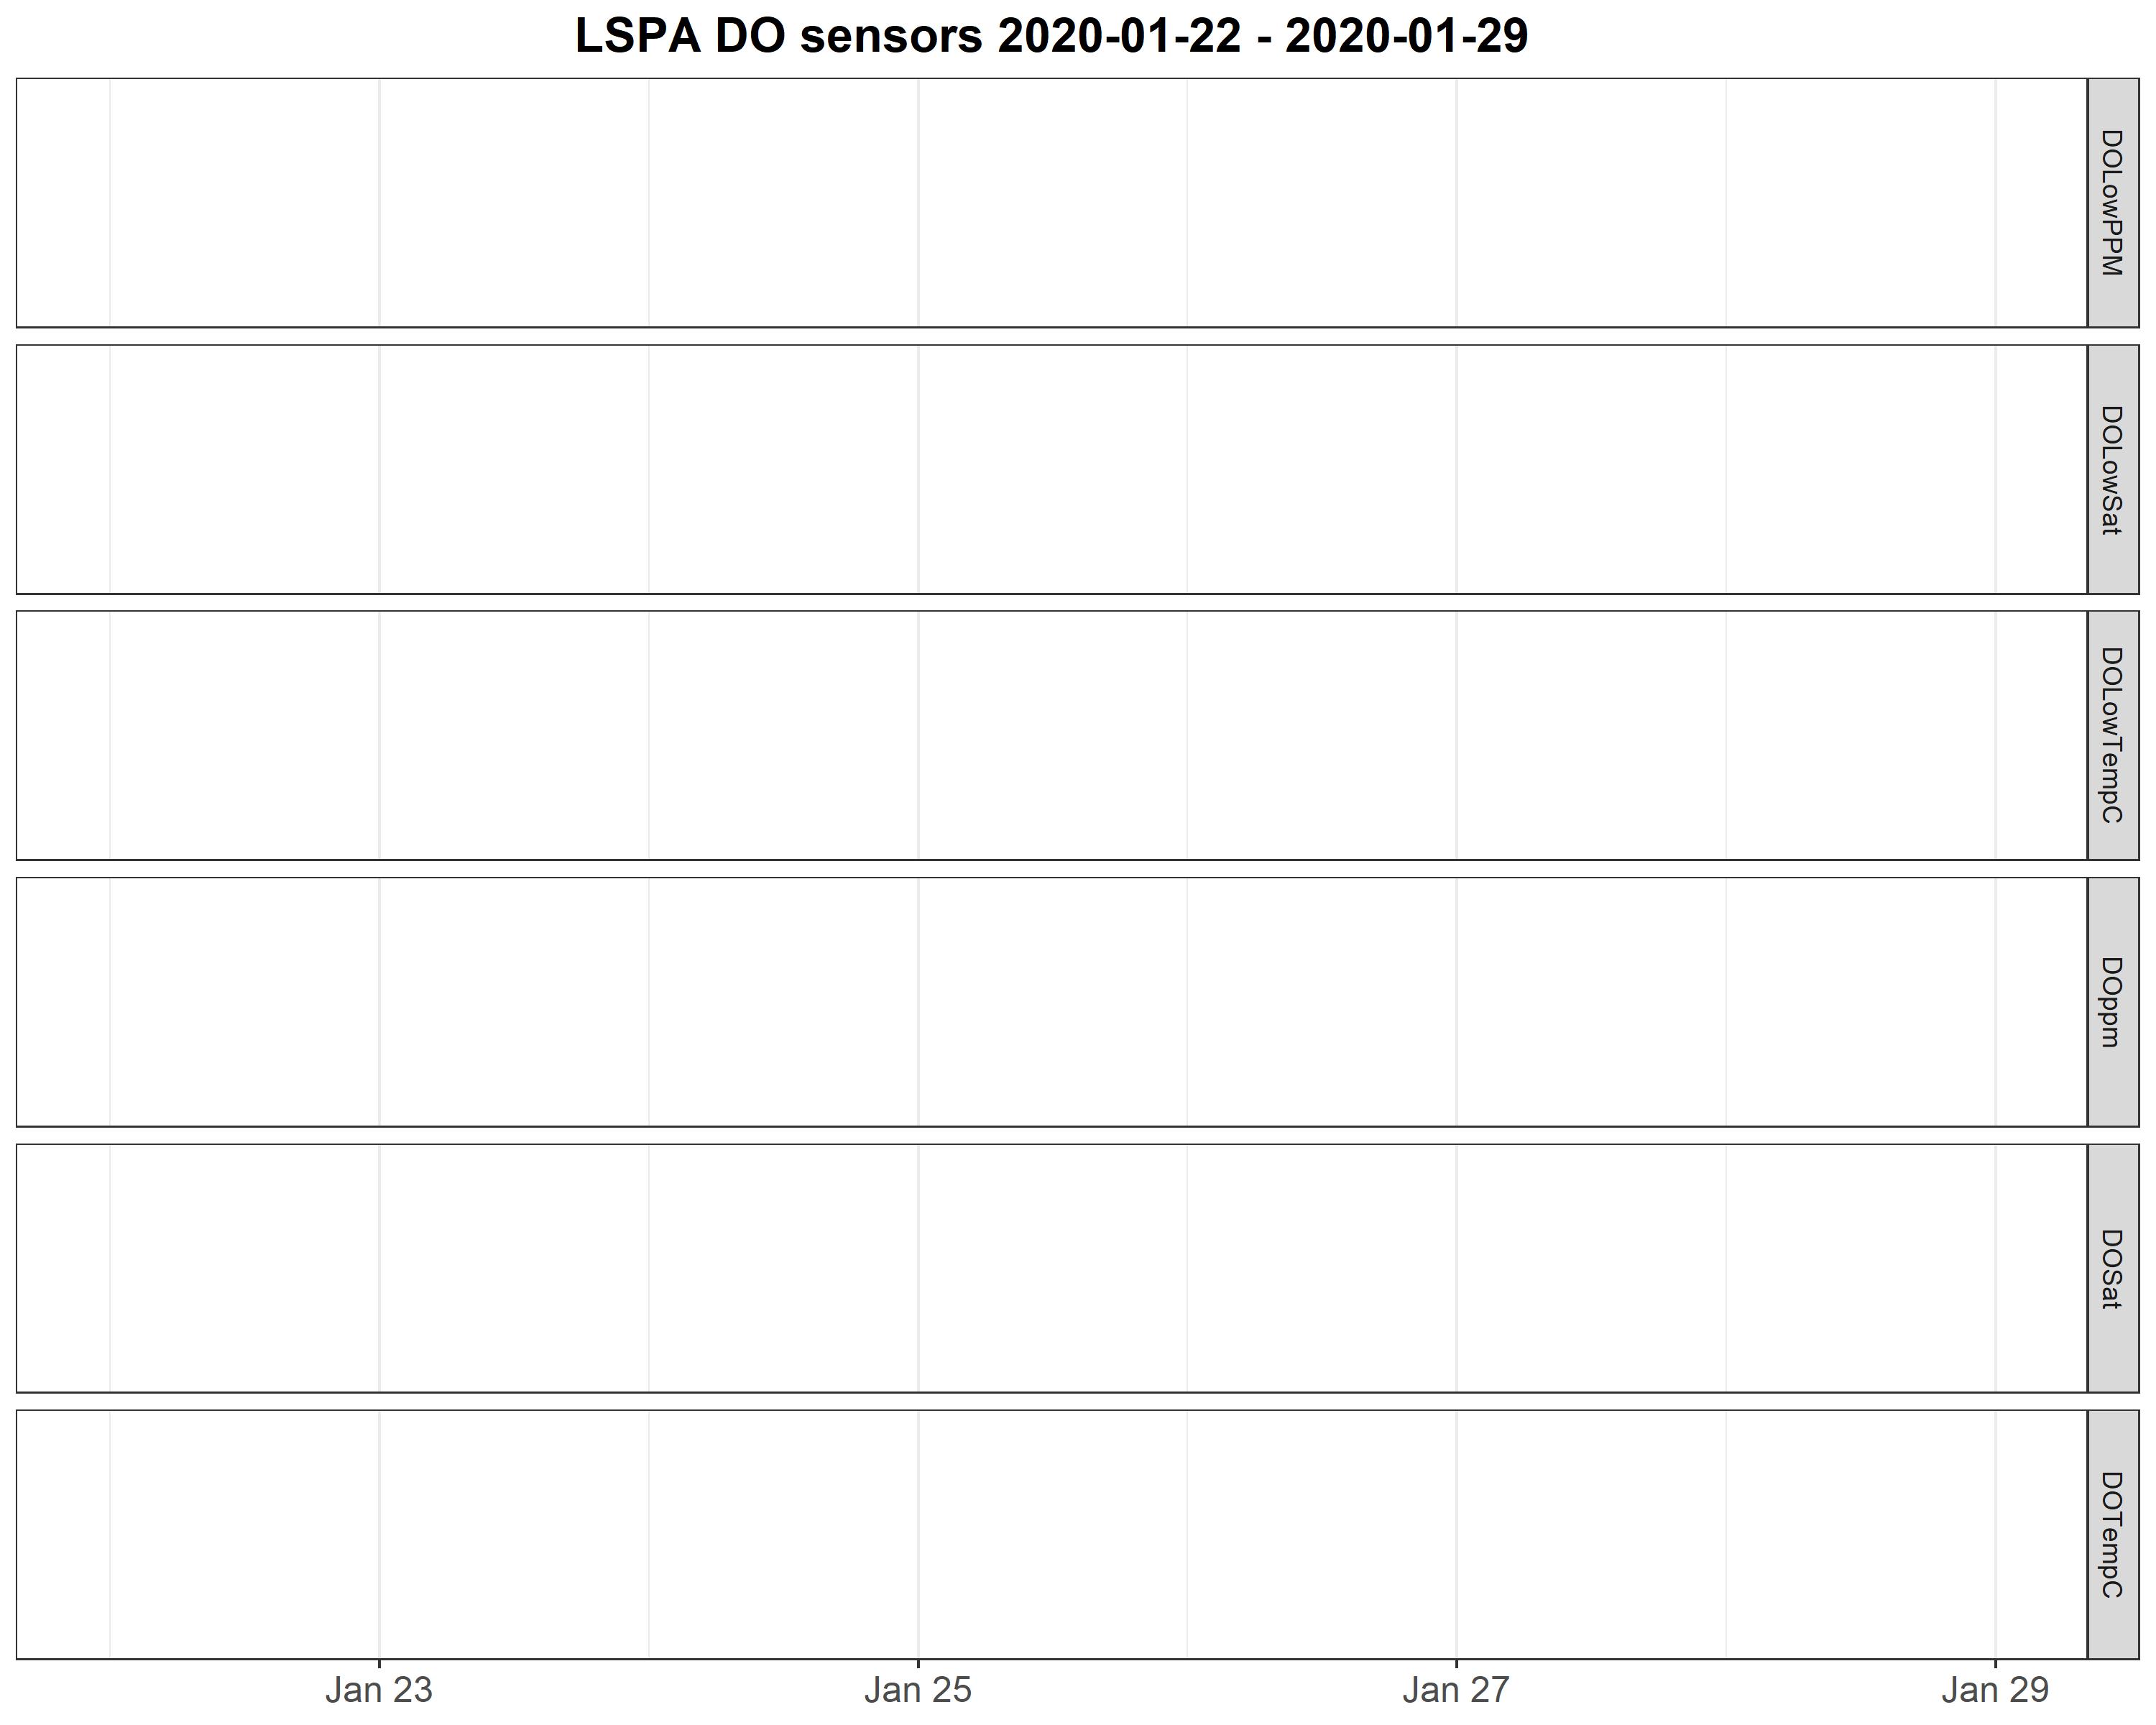 LSPA DO sensors 2020-01-22 - 2020-01-29
DOLowPPM
DOLowSat
DOLowTempC
DOppm
DOSat
DOTempC
Jan 23 Jan 25 Jan 27 Jan 29